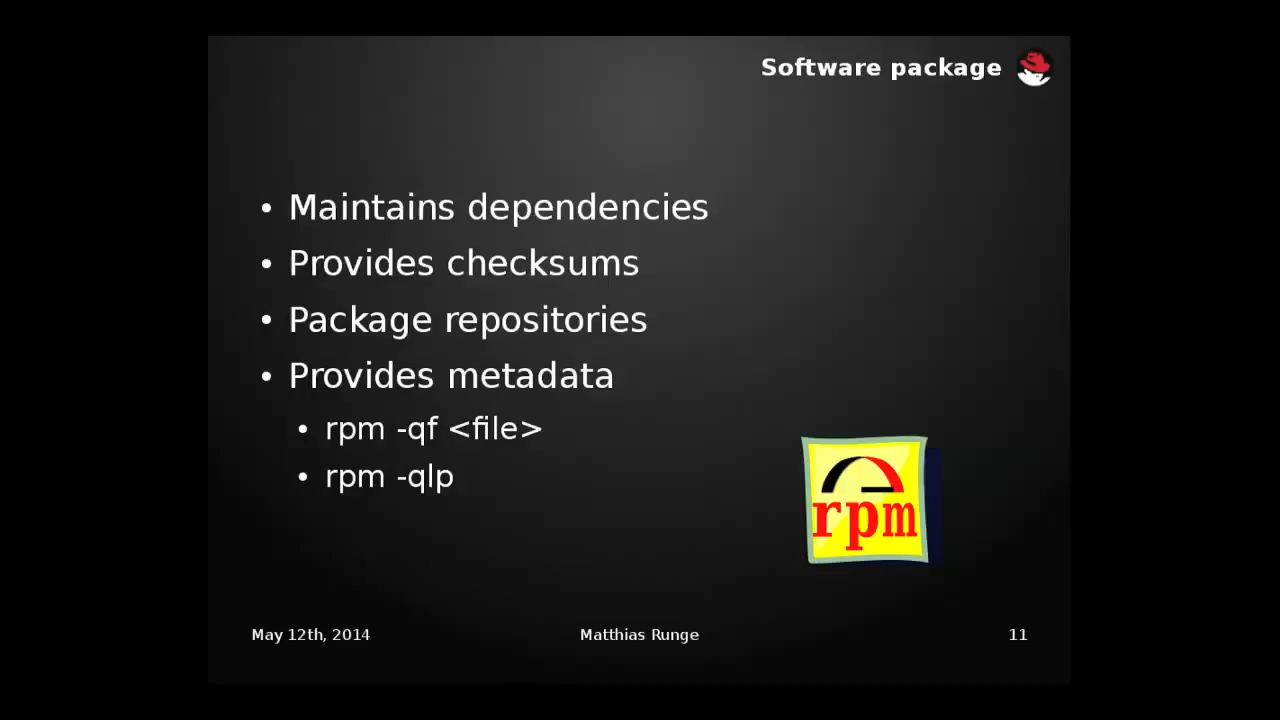 Software package
• Maintains dependencies
• Provides checksums
• Package repositories
• Provides metadata
• rpm -qf <file>
• rpm -qlp
rpm
May 12th, 2014
Matthias Runge
11